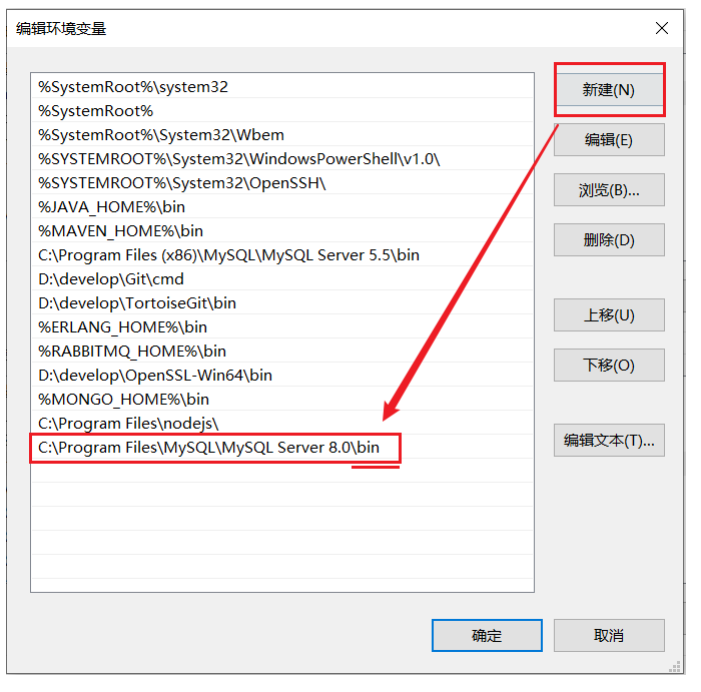 编辑环境变量
%SystemRoot%\system32
%SystemRoot%
%SystemRoot%\System32\Wbem
%SYSTEMROOT%\System32\WindowsPowerShell\v1.0\
%SYSTEMROOT%\System32\OpenSSH\
%JAVA_HOME%\bin
%MAVEN_HOME%\bin
C:\Program Files (x86)\MySQL\MySQL Server 5.5\bin
D:\develop\Git\cmd
D:\develop\TortoiseGit\bin
%ERLANG_HOME%\bin
%RABBITMQ_HOME%\bin
D:\develop\OpenSSL-Win64\bin
%MONGO_HOME%\bin
C:\Program Files\nodejs\
C:\Program Files\MySQL\MySQL Server 8.0\bin
新建(N)
编辑(E)
浏览(B)...
删除(D)
上移(U)
下移(O)
编辑文本(T)...
确定
取消